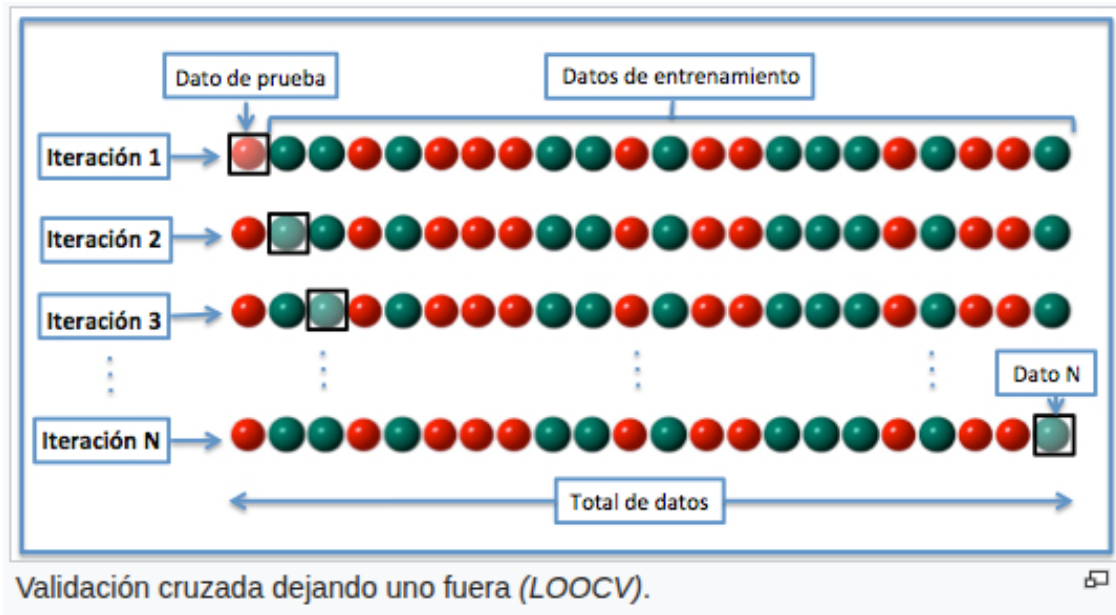 Dato de prueba
Datos de entrenamiento
Iteración 1
Iteración 2
Iteración 3
Dato N
Iteración N
Total de datos
Validación cruzada dejando uno fuera (LOOCV).